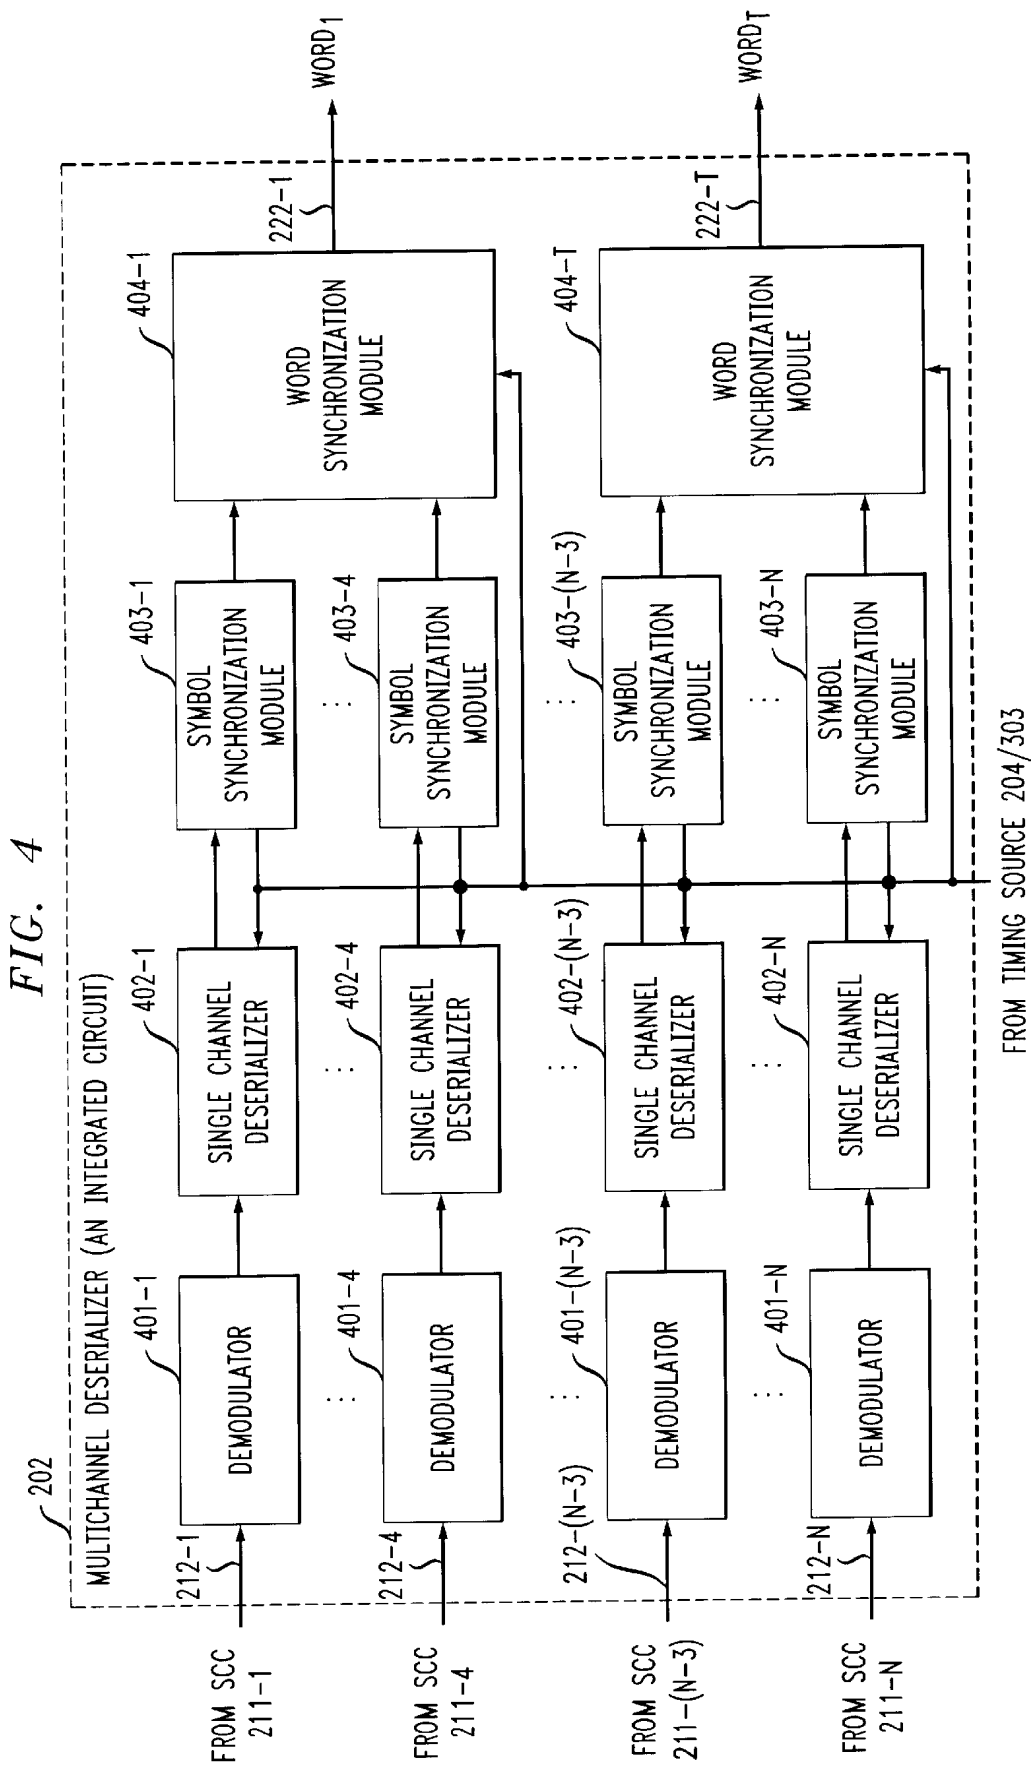 FIG. 4
202
MULTICHANNEL DESERIALIZER (AN INTEGRATED CIRCUIT)
FROM SCC
211-1
212-1
401-1
DEMODULATOR
402-1
SINGLE CHANNEL
DESERIALIZER
403-1
SYMBOL
SYNCHRONIZATION
MODULE
404-1
WORD
SYNCHRONIZATION
MODULE
222-1
WORD1
FROM SCC
211-4
212-4
401-4
DEMODULATOR
402-4
SINGLE CHANNEL
DESERIALIZER
403-4
SYMBOL
SYNCHRONIZATION
MODULE
FROM SCC
211-(N-3)
212-(N-3)
401-(N-3)
DEMODULATOR
402-(N-3)
SINGLE CHANNEL
DESERIALIZER
403-(N-3)
SYMBOL
SYNCHRONIZATION
MODULE
404-T
WORD
SYNCHRONIZATION
MODULE
222-T
WORDT
FROM SCC
211-N
212-N
401-N
DEMODULATOR
402-N
SINGLE CHANNEL
DESERIALIZER
403-N
SYMBOL
SYNCHRONIZATION
MODULE
FROM TIMING SOURCE 204/303